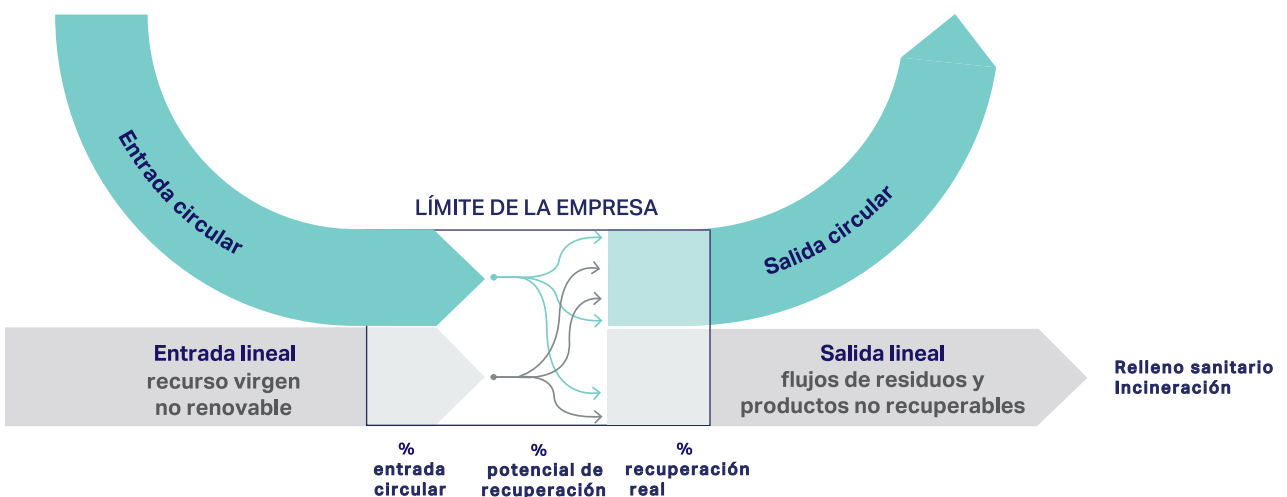 Entrada circular
LÍMITE DE LA EMPRESA
Salida circular
Entrada lineal
recurso virgen
no renovable
Salida lineal
flujos de residuos y
productos no recuperables
Relleno sanitario
Incineración
%
entrada
circular
%
potencial de
recuperación
%
recuperación
real